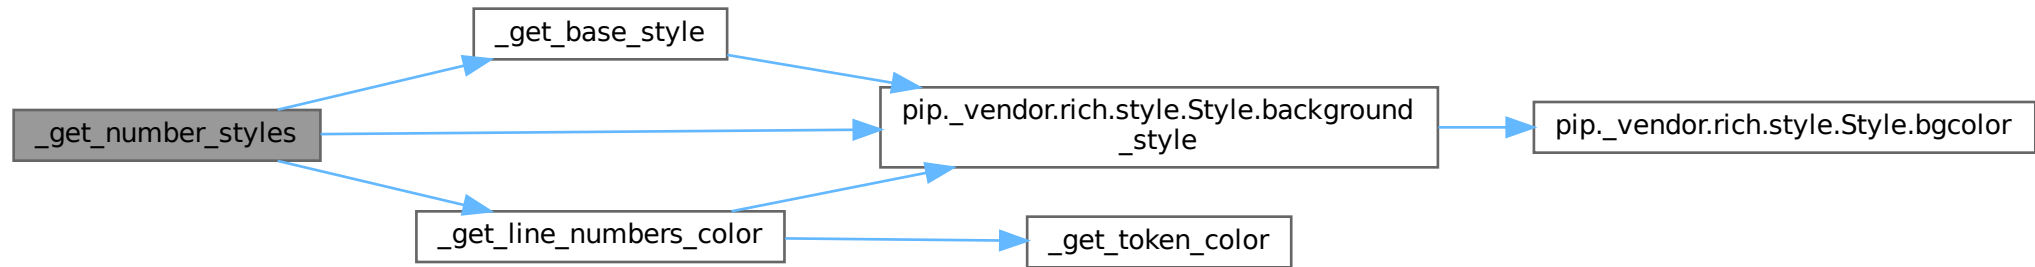 _get_number_styles
_get_base_style
_get_line_numbers_color
pip._vendor.rich.style.Style.background
_style
_get_token_color
pip._vendor.rich.style.Style.bgcolor